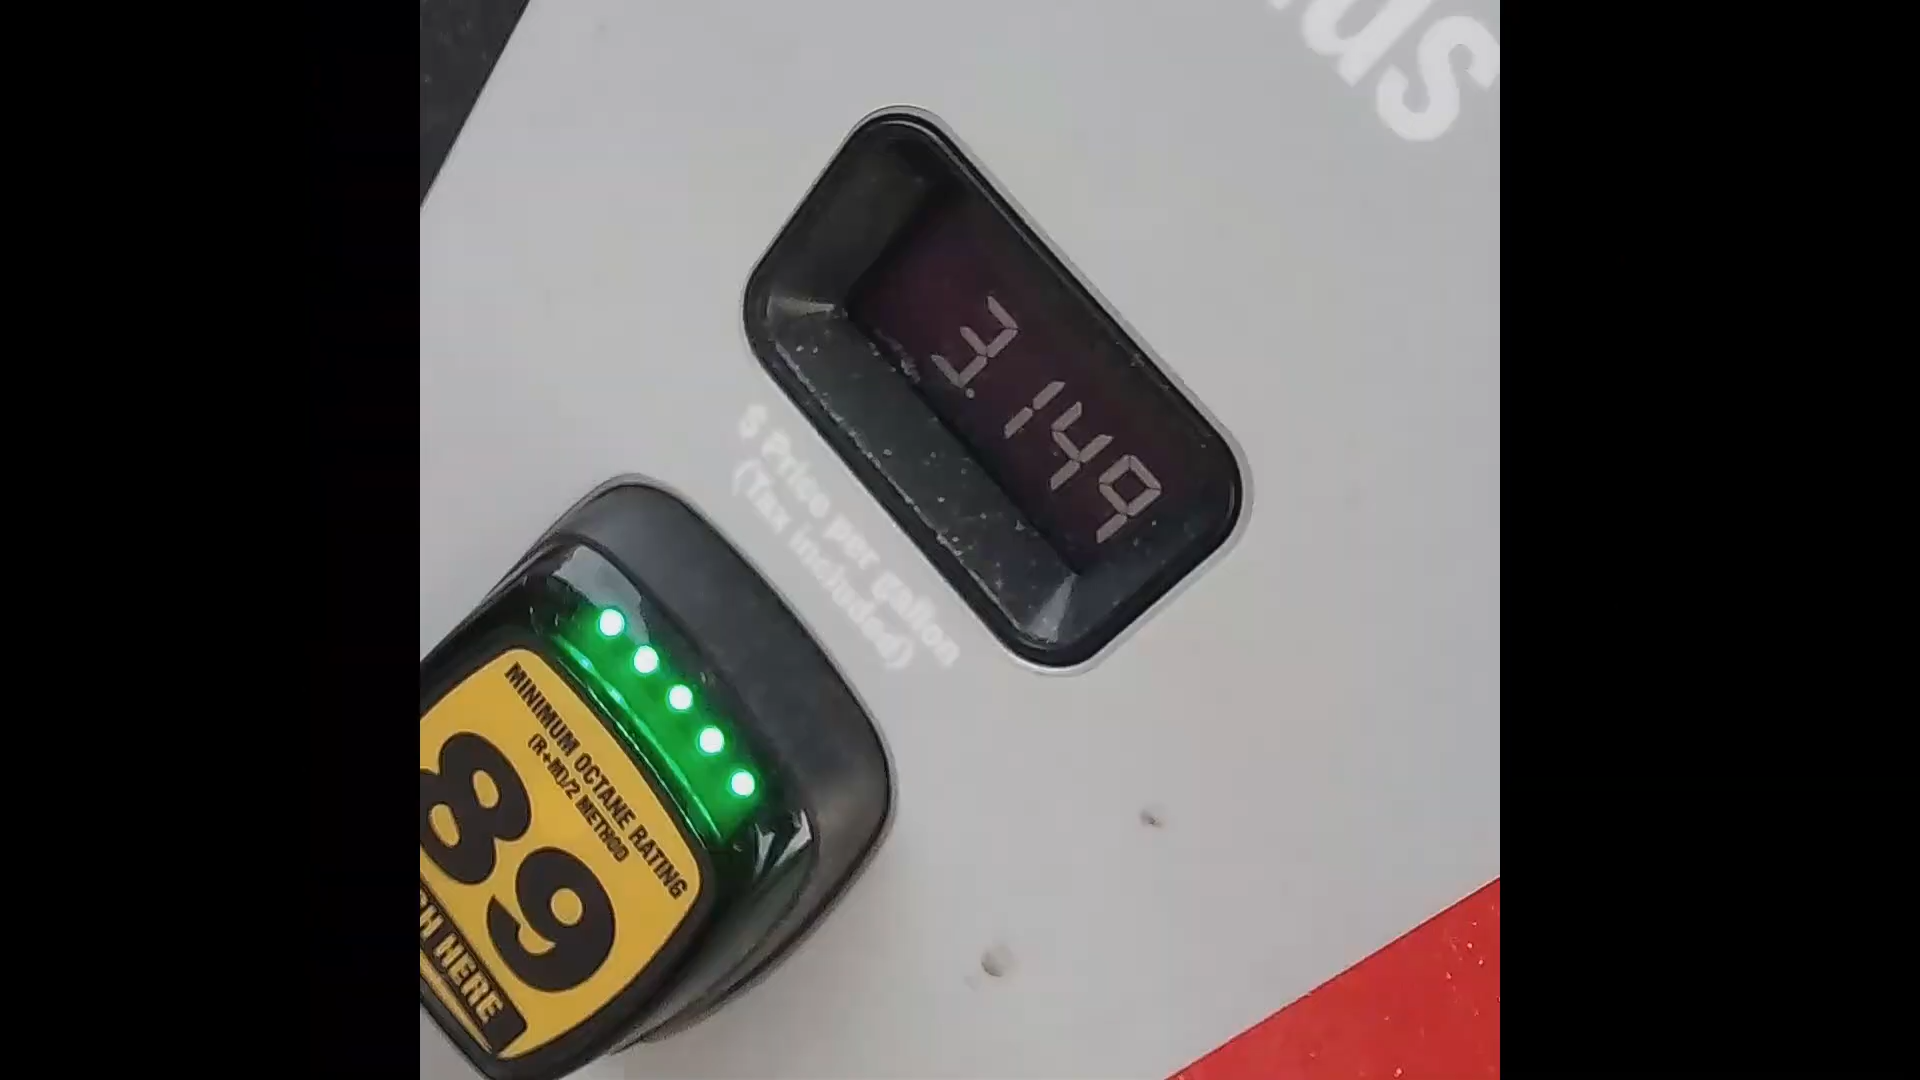 3.149
$ Price per gallon
(Tax included)
MINIMUM OCTANE RATING
(R+M)/2 METHOD
89
HERE